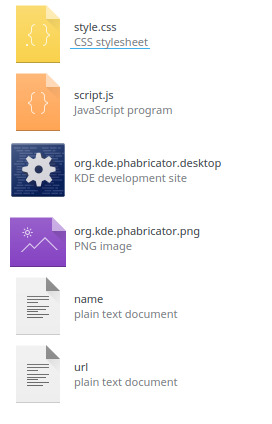 style.css
CSS stylesheet
script.js
JavaScript program
org.kde.phabricator.desktop
KDE development site
org.kde.phabricator.png
PNG image
name
plain text document
url
plain text document